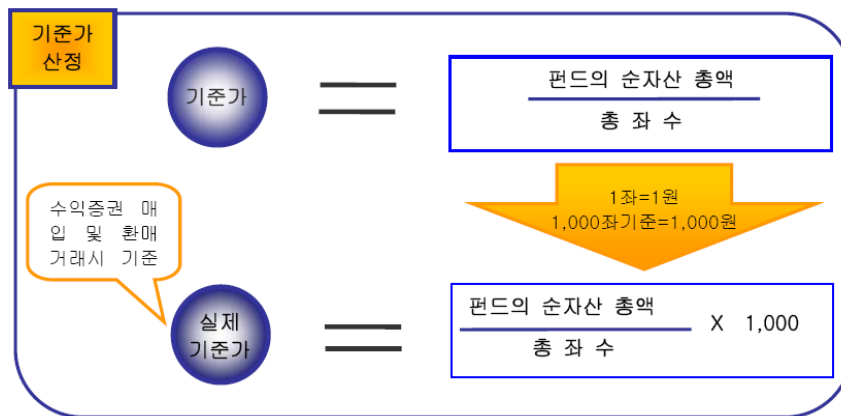 기준가
산정
기준가
펀드의 순자산 총액
총 좌 수
1좌=1원
1,000좌기준=1,000원
수익증권 매
입 및 환매
거래시 기준
실제
기준가
펀드의 순자산 총액
총 좌 수
X 1,000